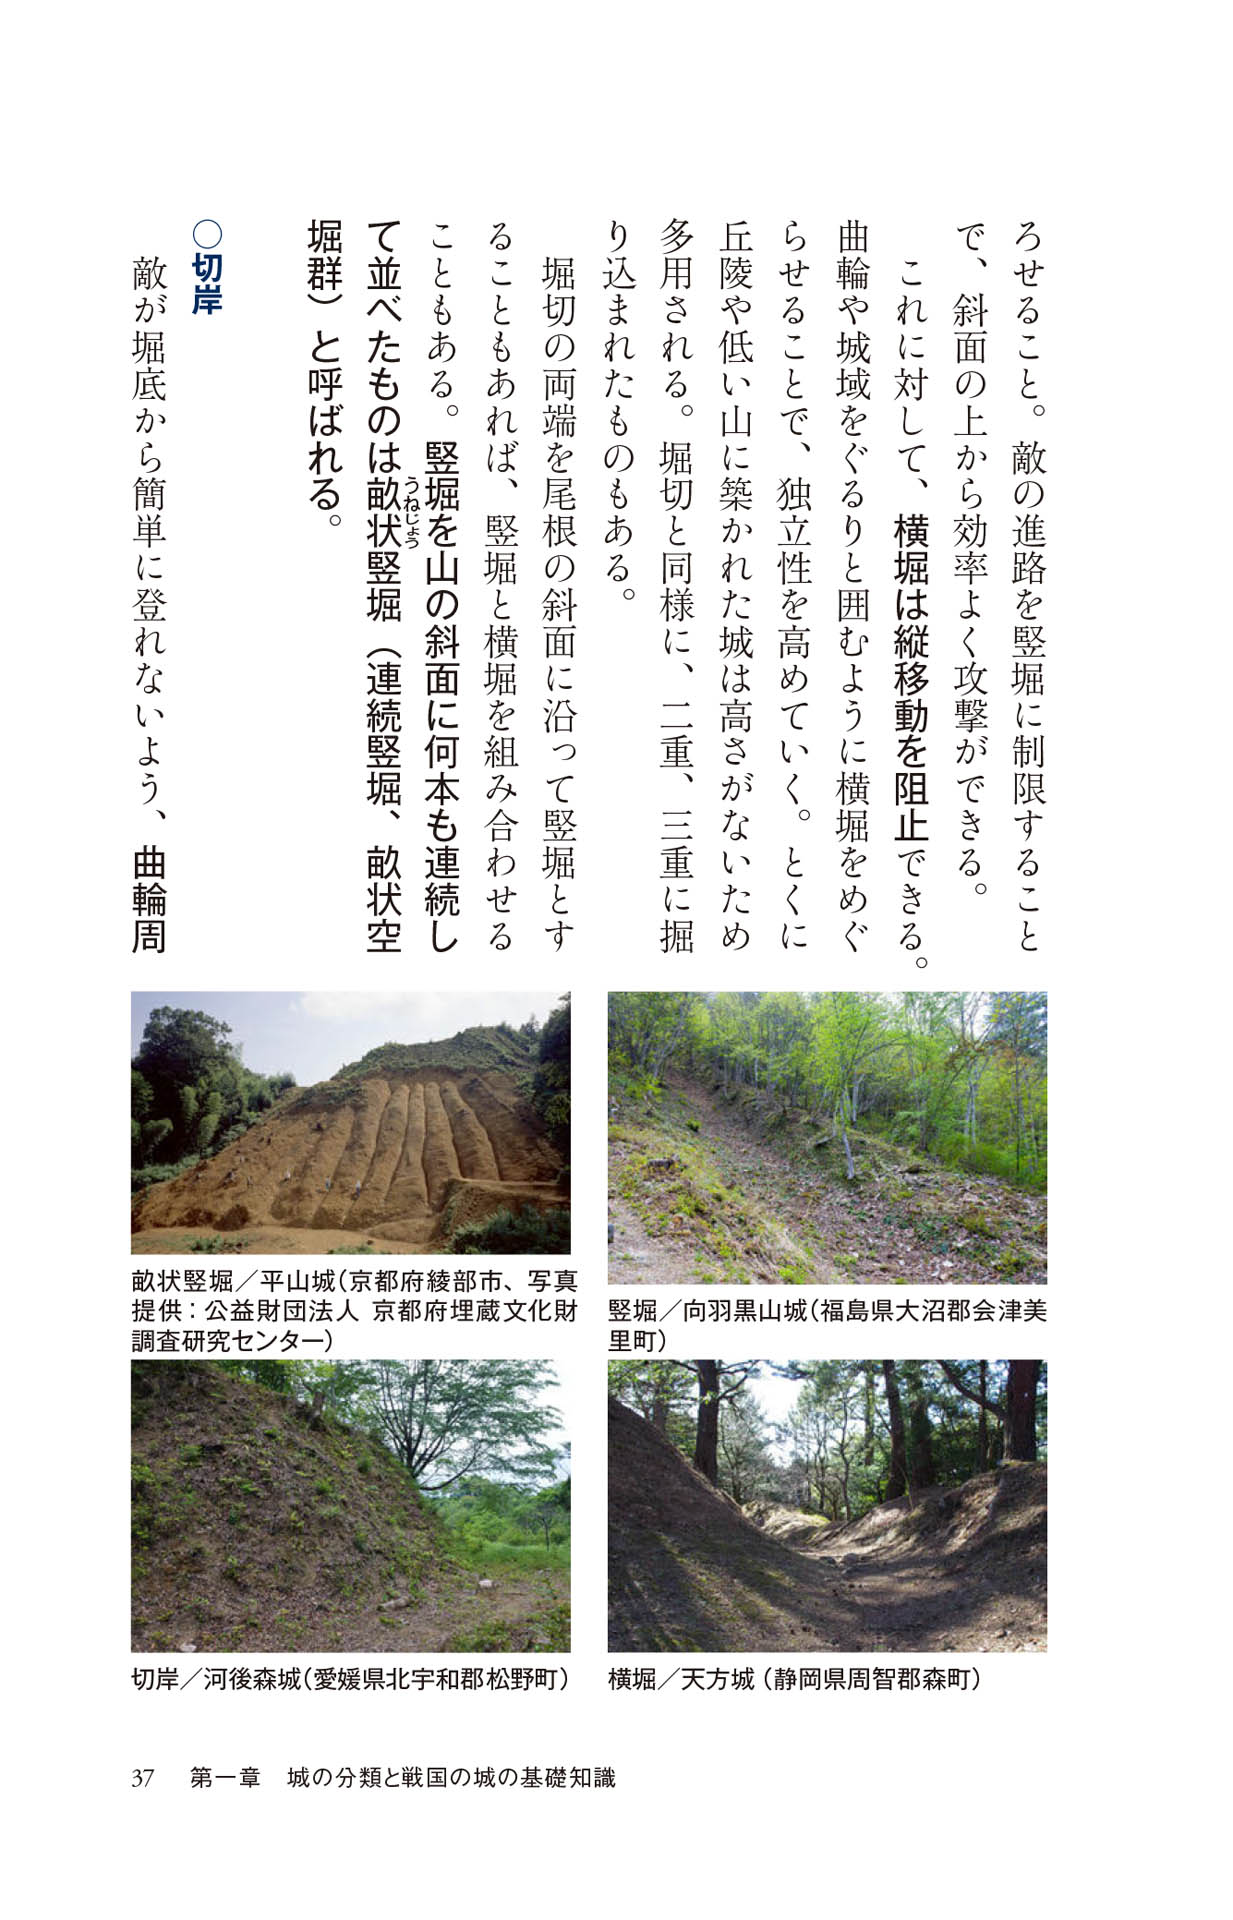 ろせること。敵の進路を竪堀に制限すること
で、斜面の上から効率よく攻撃ができる。
これに対して、横堀は縦移動を阻止できる。
曲輪や城域をぐるりと囲むように横堀をめぐ
らせることで、独立性を高めていく。とくに
丘陵や低い山に築かれた城は高さがないため
多用される。堀切と同様に、二重、三重に掘
り込まれたものもある。
堀切の両端を尾根の斜面に沿って竪堀とす
ることもあれば、竪堀と横堀を組み合わせる
こともある。竪堀を山の斜面に何本も連続し
て並べたものは畝状竪堀（連続竪堀、畝状空
うねじょう
堀群）と呼ばれる。
○切岸
敵が堀底から簡単に登れないよう、曲輪周
竪堀／向羽黒山城（福島県大沼郡会津美
里町）
横堀／天方城（静岡県周智郡森町）
畝状竪堀／平山城（京都府綾部市、写真
提供：公益財団法人 京都府埋蔵文化財
調査研究センター）
切岸／河後森城（愛媛県北宇和郡松野町）
37 第一章 城の分類と戦国の城の基礎知識